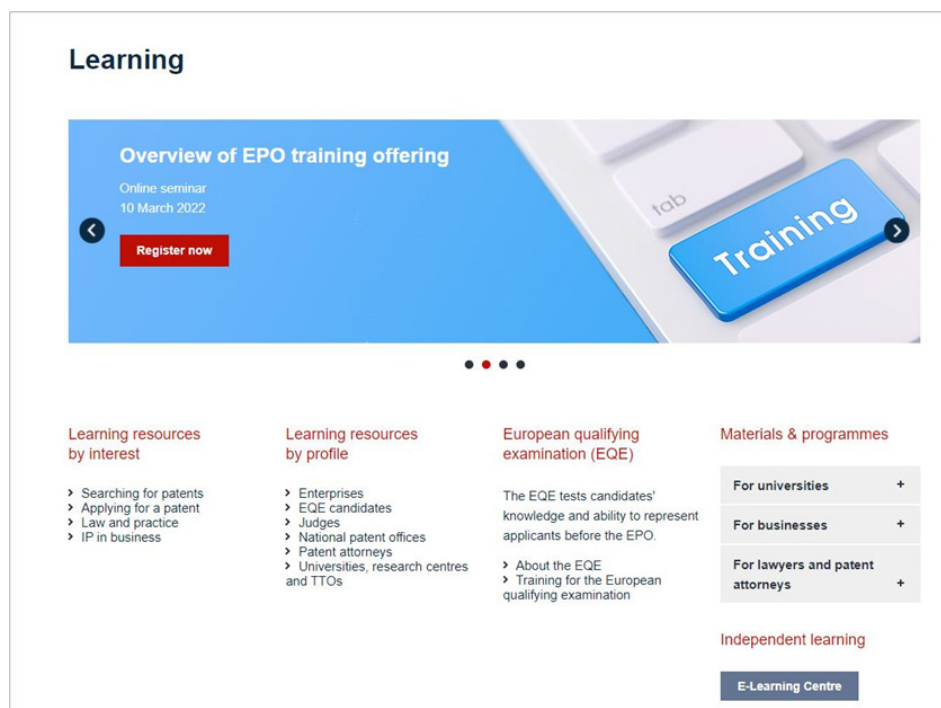 Learning
Overview of EPO training offering
Online seminar
10 March 2022
Register now
tab
Training
Learning resources
by interest
Searching for patents
Applying for a patent
Law and practice
IP in business
Learning resources
by profile
Enterprises
EQE candidates
Judges
National patent offices
Patent attorneys
Universities, research centres
and TTOs
European qualifying
examination (EQE)
The EQE tests candidates'
knowledge and ability to represent
applicants before the EPO.
About the EQE
Training for the European
qualifying examination
Materials & programmes
For universities +
For businesses +
For lawyers and patent
attorneys +
Independent learning
E-Learning Centre